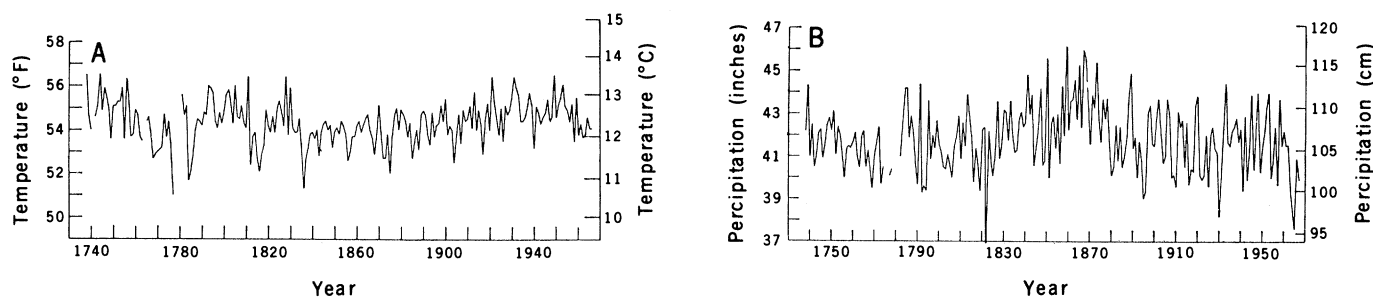 A
Temperature (°F)
58
56
54
52
50
15
14
13
12
11
10
Temperature (°C)
1740 1780 1820 1860 1900 1940
Year
B
Percipitation (inches)
47
45
43
41
39
37
120
115
110
105
100
95
Percipitation (cm)
1750 1790 1830 1870 1910 1950
Year